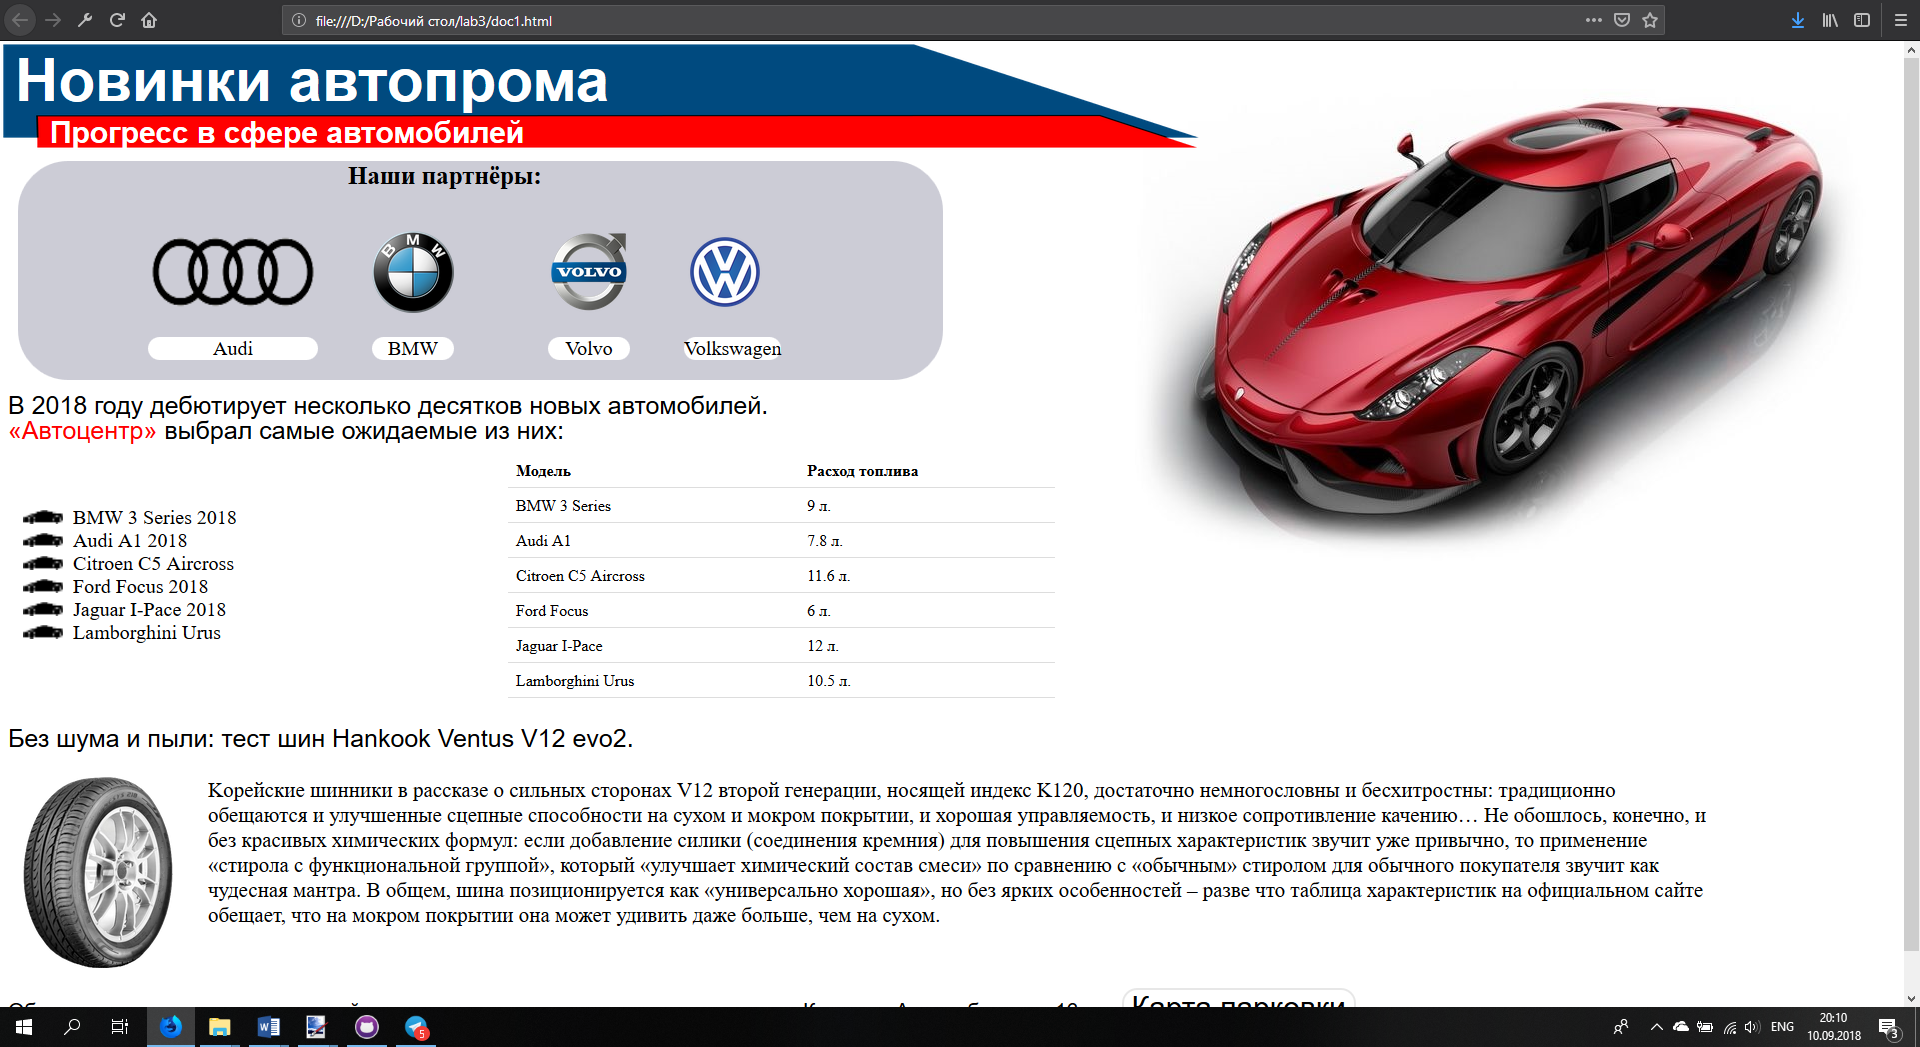 file:///D:/Рабочий стол/lab3/doc1.html
Новинки автопрома
Прогресс в сфере автомобилей
Наши партнёры:
BMW
VOLVO
Audi
BMW
Volvo
Volkswagen
В 2018 году дебютирует несколько десятков новых автомобилей.
«Автоцентр» выбрал самые ожидаемые из них:
BMW 3 Series 2018
Audi A1 2018
Citroen C5 Aircross
Ford Focus 2018
Jaguar I-Pace 2018
Lamborghini Urus
Модель Расход топлива
BMW 3 Series 9 л.
Audi A1 7.8 л.
Citroen C5 Aircross 11.6 л.
Ford Focus 6 л.
Jaguar I-Pace 12 л.
Lamborghini Urus 10.5 л.
Без шума и пыли: тест шин Hankook Ventus V12 evo2.
Корейские шинники в рассказе о сильных сторонах V12 второй генерации, носящей индекс K120, достаточно немногословны и бесхитростны: традиционно
обещаются и улучшенные сцепные способности на сухом и мокром покрытии, и хорошая управляемость, и низкое сопротивление качению… Не обошлось, конечно, и
без красивых химических формул: если добавление силики (соединения кремния) для повышения сцепных характеристик звучит уже привычно, то применение
«стирола с функциональной группой», который «улучшает химический состав смеси» по сравнению с «обычным» стиролом для обычного покупателя звучит как
чудесная мантра. В общем, шина позиционируется как «универсально хорошая», но без ярких особенностей – разве что таблица характеристик на официальном сайте
обещает, что на мокром покрытии она может удивить даже больше, чем на сухом.
Карта парковки
5
ENG
20:10
10.09.2018
3